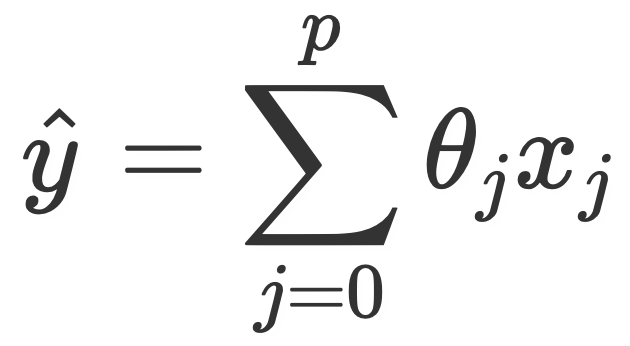 ŷ = ∑_{j=0}^{p} θ_j x_j